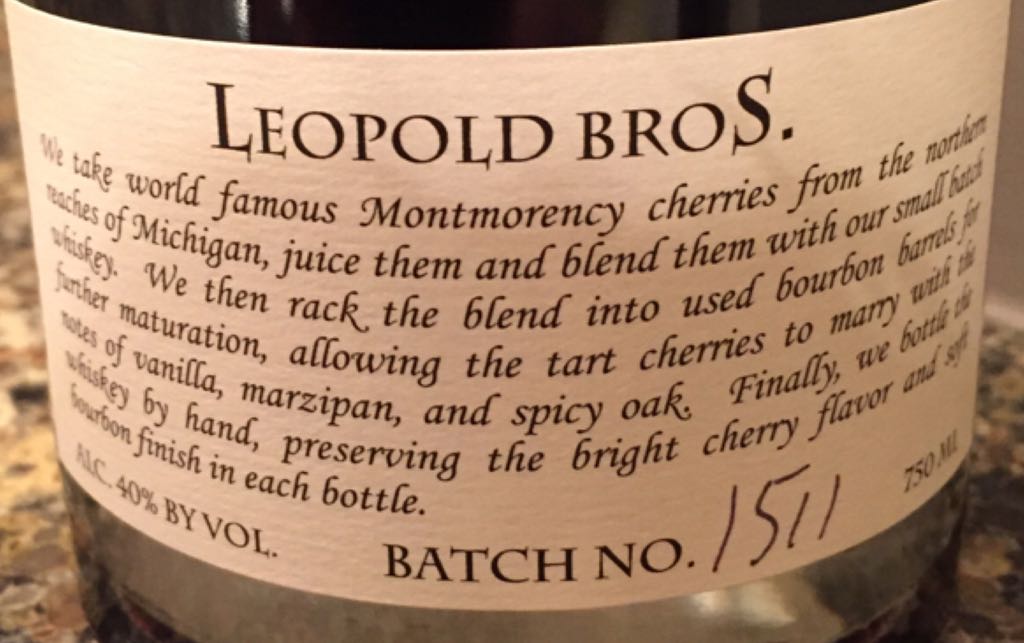 LEOPOLD BROS.
We take world famous Montmorency cherries from the northern
reaches of Michigan, juice them and blend them with our small batch
whiskey. We then rack the blend into used bourbon barrels for
further maturation, allowing the tart cherries to marry with the
notes of vanilla, marzipan, and spicy oak. Finally, we bottle the
whiskey by hand, preserving the bright cherry flavor and soft
bourbon finish in each bottle.
ALC. 40% BY VOL. BATCH NO. 1511 750 ML